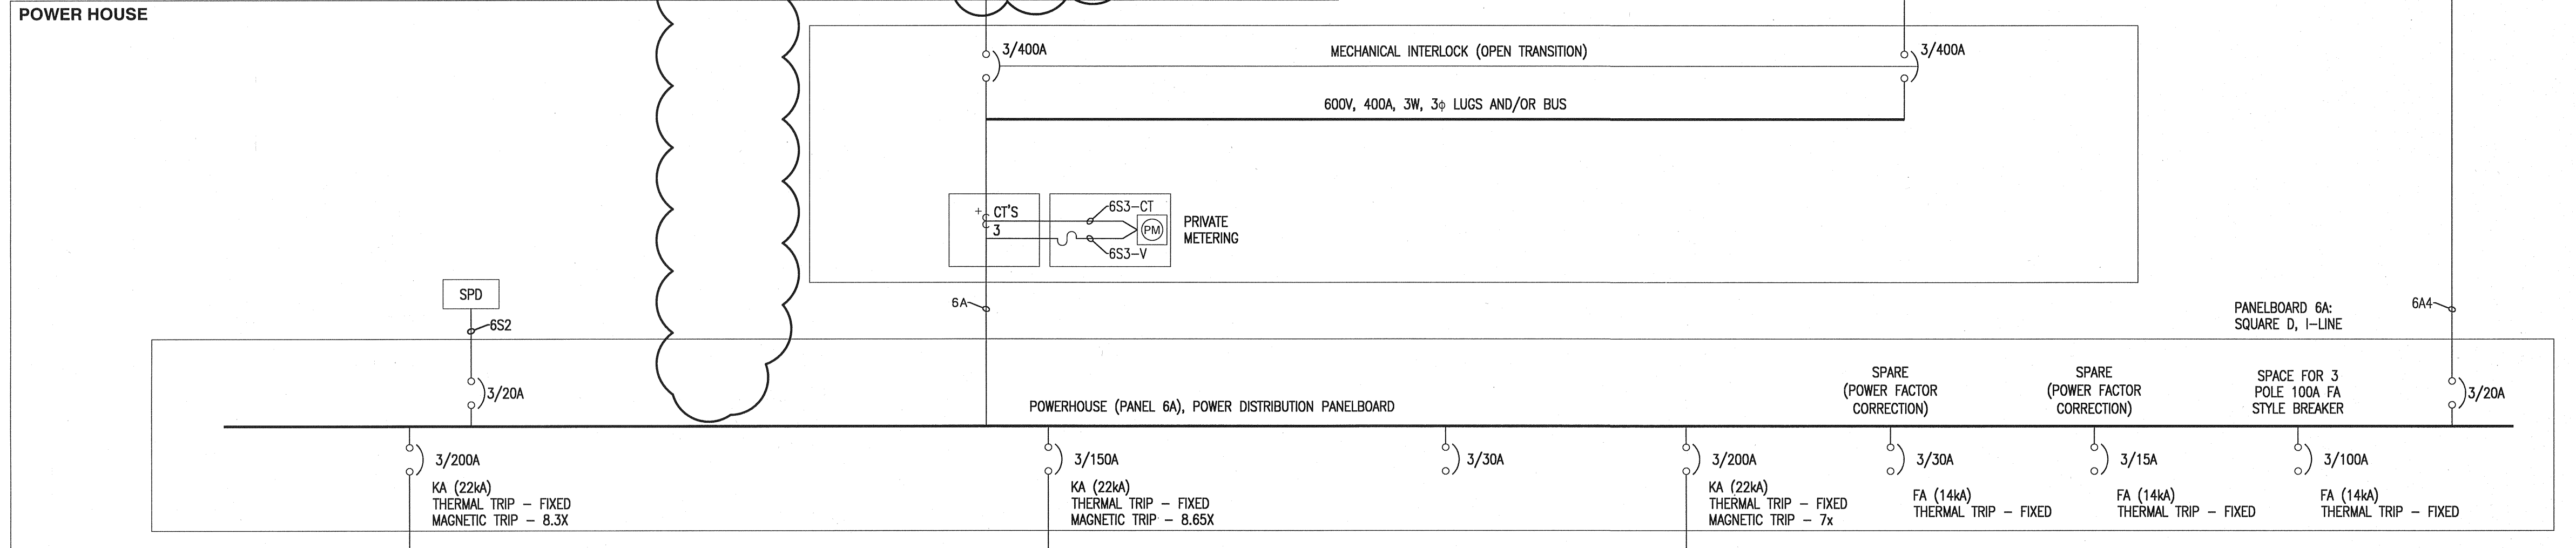 POWER HOUSE
3/400A
MECHANICAL INTERLOCK (OPEN TRANSITION)
3/400A
600V, 400A, 3W, 3ϕ LUGS AND/OR BUS
+ CT'S
3
6S3-CT
PM
6S3-V
PRIVATE
METERING
SPD
6S2
6A
PANELBOARD 6A:
SQUARE D, I-LINE
6A4
3/20A
POWERHOUSE (PANEL 6A), POWER DISTRIBUTION PANELBOARD
SPARE
(POWER FACTOR
CORRECTION)
SPARE
(POWER FACTOR
CORRECTION)
SPACE FOR 3
POLE 100A FA
STYLE BREAKER
3/20A
3/200A
KA (22kA)
THERMAL TRIP - FIXED
MAGNETIC TRIP - 8.3X
3/150A
KA (22kA)
THERMAL TRIP - FIXED
MAGNETIC TRIP - 8.65X
3/30A
3/200A
KA (22kA)
THERMAL TRIP - FIXED
MAGNETIC TRIP - 7x
3/30A
FA (14kA)
THERMAL TRIP - FIXED
3/15A
FA (14kA)
THERMAL TRIP - FIXED
3/100A
FA (14kA)
THERMAL TRIP - FIXED